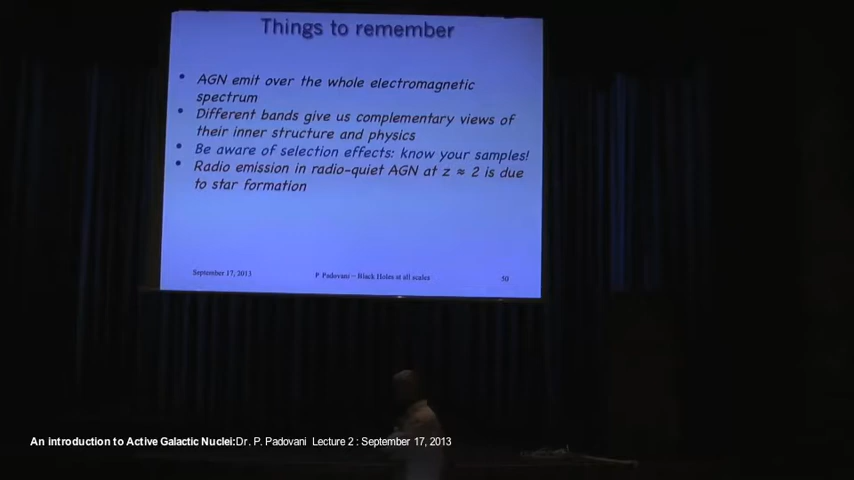 Things to remember
• AGN emit over the whole electromagnetic
spectrum
• Different bands give us complementary views of
their inner structure and physics
• Be aware of selection effects: know your samples!
• Radio emission in radio-quiet AGN at z ≈ 2 is due
to star formation
September 17, 2013 P. Padovani − Black Holes at all scales 50
An introduction to Active Galactic Nuclei:Dr. P. Padovani Lecture 2 : September 17, 2013